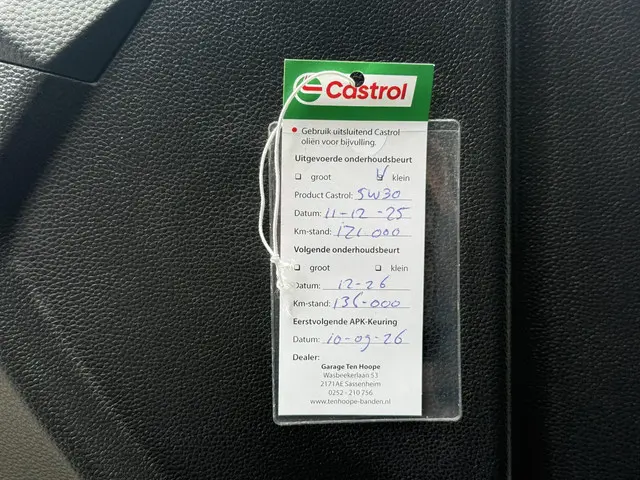 Castrol
Gebruik uitsluitend Castrol
oliën voor bijvulling.
Uitgevoerde onderhoudsbeurt
groot klein
Product Castrol: 5W30
Datum: 11-12-25
Km-stand: 121-000
Volgende onderhoudsbeurt
groot klein
Datum: 12-26
Km-stand: 136-000
Eerstvolgende APK-Keuring
Datum: 10-09-26
Dealer:
Garage Ten Hoope
Wasbeekerlaan 53
2171AE Sassenheim
0252 - 210 756
www.tenhoope-banden.nl